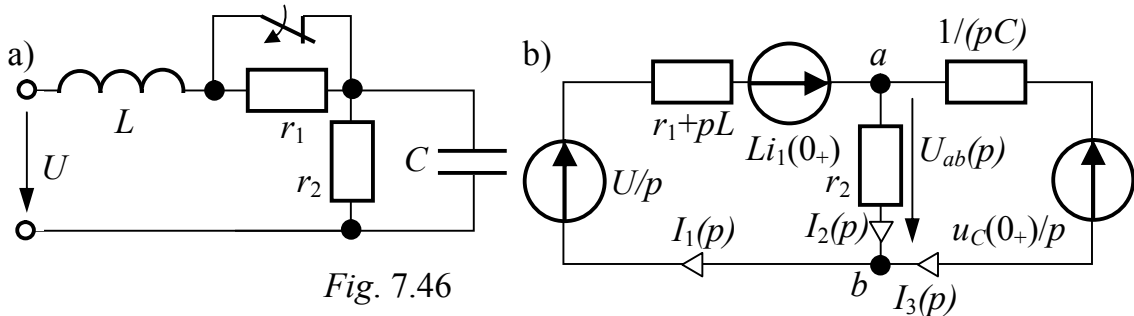 a)
L
r1
r2
C
U
b)
r1+pL
Li1(0+)
a
1/(pC)
Uab(p)
r2
U/p
I2(p)
I1(p)
b
uC(0+)/p
I3(p)
Fig. 7.46